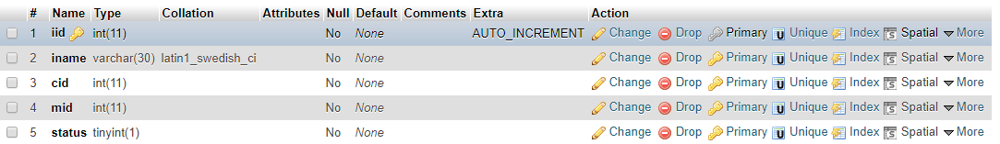 # Name Type Collation Attributes Null Default Comments Extra Action
1 iid int(11) No None AUTO_INCREMENT Change Drop Primary Unique Index Spatial More
2 iname varchar(30) latin1_swedish_ci No None Change Drop Primary Unique Index Spatial More
3 cid int(11) No None Change Drop Primary Unique Index Spatial More
4 mid int(11) No None Change Drop Primary Unique Index Spatial More
5 status tinyint(1) No None Change Drop Primary Unique Index Spatial More